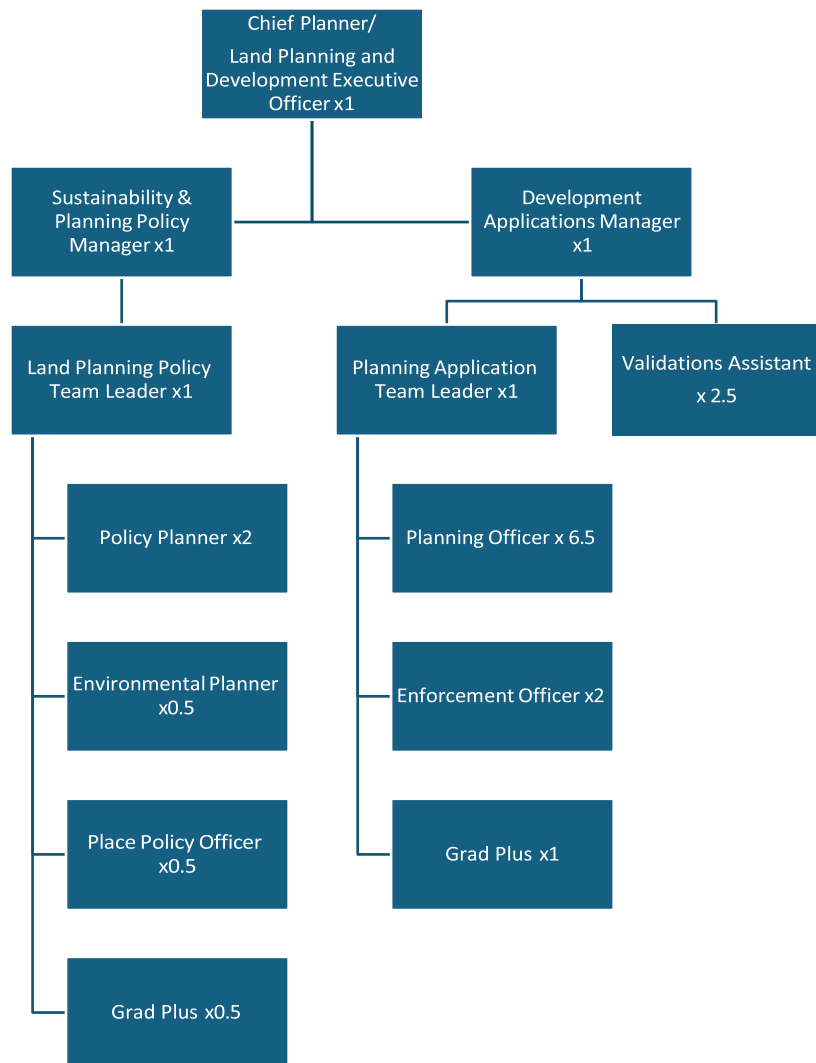 Chief Planner/
Land Planning and
Development Executive
Officer x1
Sustainability &
Planning Policy
Manager x1
Development
Applications Manager
x1
Land Planning Policy
Team Leader x1
Planning Application
Team Leader x1
Validations Assistant
x 2.5
Policy Planner x2
Planning Officer x 6.5
Environmental Planner
x0.5
Enforcement Officer x2
Place Policy Officer
x0.5
Grad Plus x1
Grad Plus x0.5